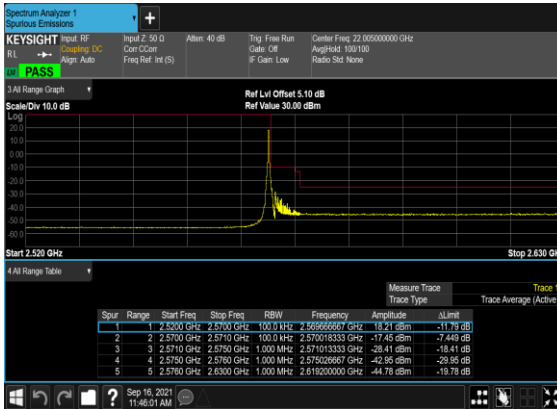 Spectrum Analyzer 1
Spurious Emissions
+
KEYSIGHT Input: RF Input Z: 50 Ω Atten: 40 dB Trig: Free Run Center Freq: 22.005000000 GHz
RL Coupling: DC Corr CCorr Gate: Off Avg|Hold: 100/100
Align: Auto Freq Ref: Int (S) IF Gain: Low Radio Std: None
PASS
3 All Range Graph
Ref Lvl Offset 5.10 dB
Scale/Div 10.0 dB Ref Value 30.00 dBm
Log
20.0
10.0
0.00
-10.0
-20.0
-30.0
-40.0
-50.0
-60.0
Start 2.520 GHz Stop 2.630 GH
4 All Range Table
Measure Trace Trace 1
Trace Type Trace Average (Active
Spur Range Start Freq Stop Freq RBW Frequency Amplitude ΔLimit
1 1 2.5200 GHz 2.5700 GHz 100.0 kHz 2.569666667 GHz 18.21 dBm -11.79 dB
2 2 2.5700 GHz 2.5710 GHz 100.0 kHz 2.570018333 GHz -17.45 dBm -7.449 dB
3 3 2.5710 GHz 2.5750 GHz 1.000 MHz 2.571013333 GHz -28.41 dBm -18.41 dB
4 4 2.5750 GHz 2.5760 GHz 1.000 MHz 2.575026667 GHz -42.95 dBm -29.95 dB
5 5 2.5760 GHz 2.6300 GHz 1.000 MHz 2.619200000 GHz -44.78 dBm -19.78 dB
?
Sep 16, 2021
11:46:01 AM